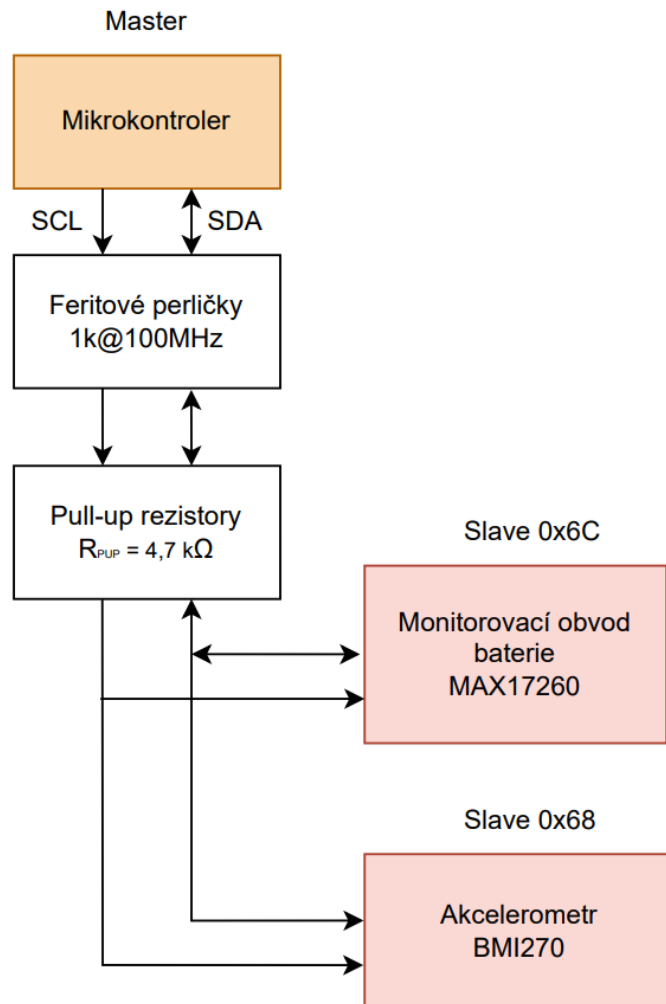 Master
Mikrokontroler
SCL
SDA
Feritové perličky
1k@100MHz
Pull-up rezistory
RPUP = 4,7 kΩ
Slave 0x6C
Monitorovací obvod
baterie
MAX17260
Slave 0x68
Akcelerometr
BMI270